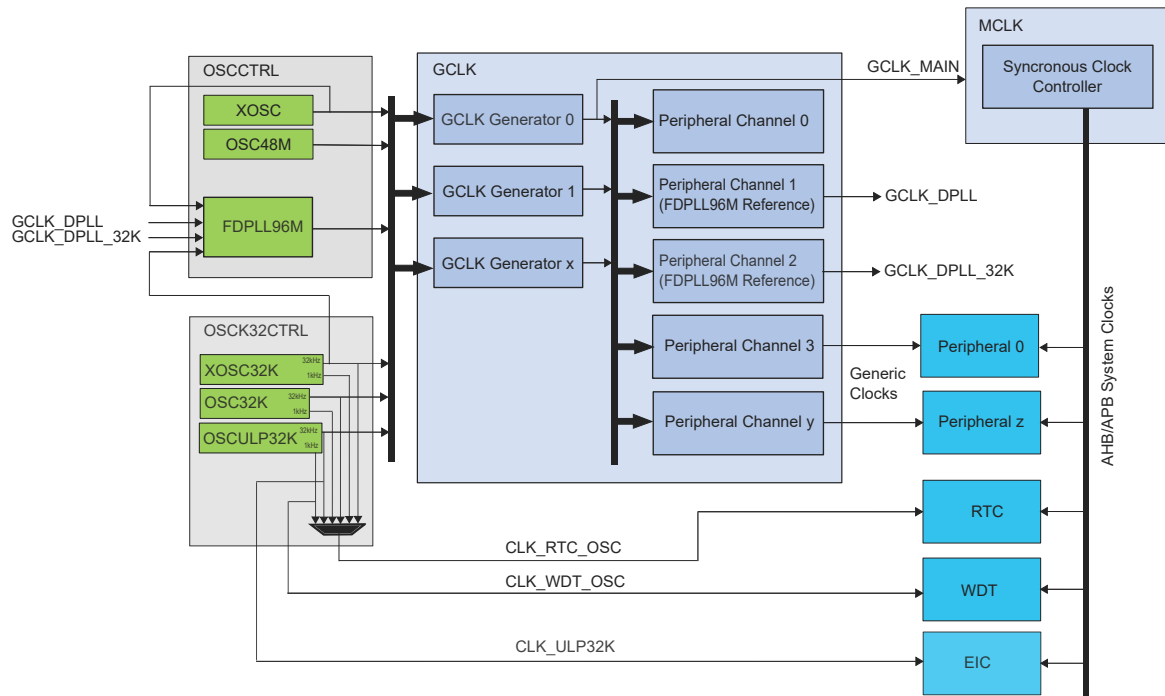 MCLK
Syncronous Clock
Controller
GCLK_MAIN
OSCCTRL
XOSC
OSC48M
FDPLL96M
GCLK_DPLL
GCLK_DPLL_32K
GCLK
GCLK Generator 0
GCLK Generator 1
GCLK Generator x
Peripheral Channel 0
Peripheral Channel 1
(FDPLL96M Reference)
Peripheral Channel 2
(FDPLL96M Reference)
Peripheral Channel 3
Peripheral Channel y
GCLK_DPLL
GCLK_DPLL_32K
Generic
Clocks
OSCK32CTRL
XOSC32K
32kHz
1kHz
OSC32K
32kHz
1kHz
OSCULP32K
32kHz
1kHz
Peripheral 0
Peripheral z
RTC
WDT
EIC
AHB/APB System Clocks
CLK_RTC_OSC
CLK_WDT_OSC
CLK_ULP32K